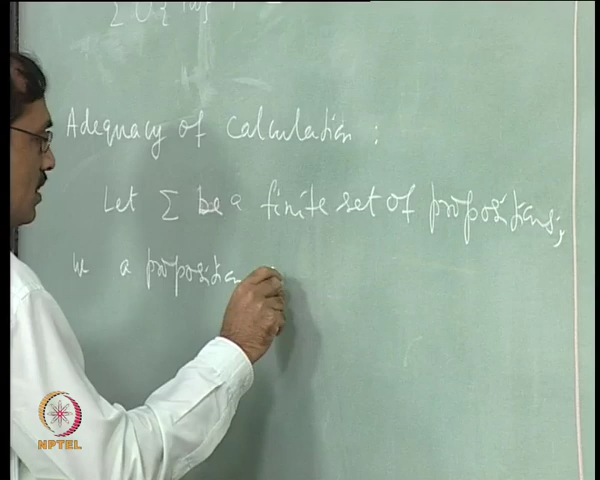 Adequacy of calculation :
Let Σ be a finite set of propositions;
w a proposition
NPTEL